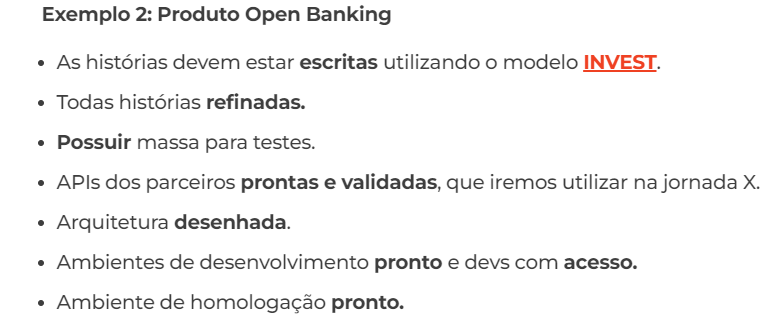 Exemplo 2: Produto Open Banking
• As histórias devem estar escritas utilizando o modelo INVEST.
• Todas histórias refinadas.
• Possuir massa para testes.
• APIs dos parceiros prontas e validadas, que iremos utilizar na jornada X.
• Arquitetura desenhada.
• Ambientes de desenvolvimento pronto e devs com acesso.
• Ambiente de homologação pronto.